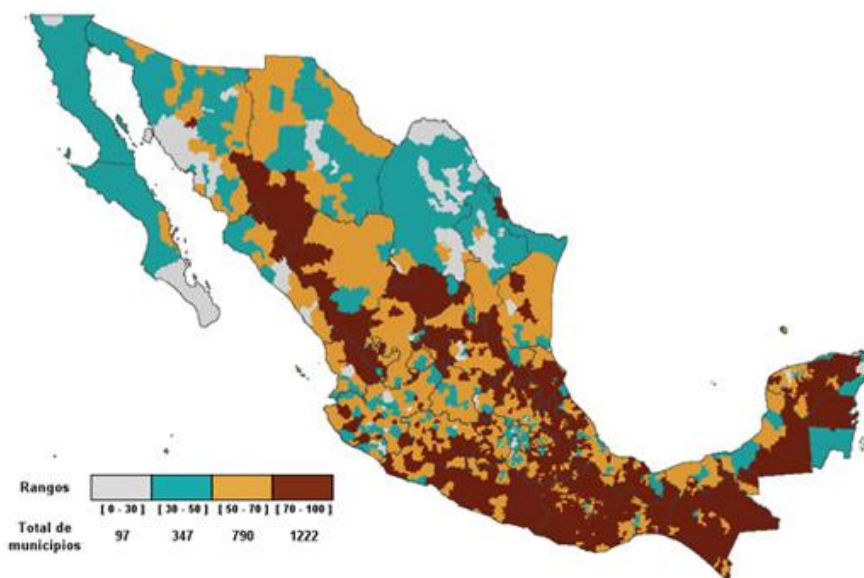 Rangos
[ 0 - 30 ] [ 30 - 50 ] [ 50 - 70 ] [ 70 - 100 ]
Total de
municipios
97 347 790 1222